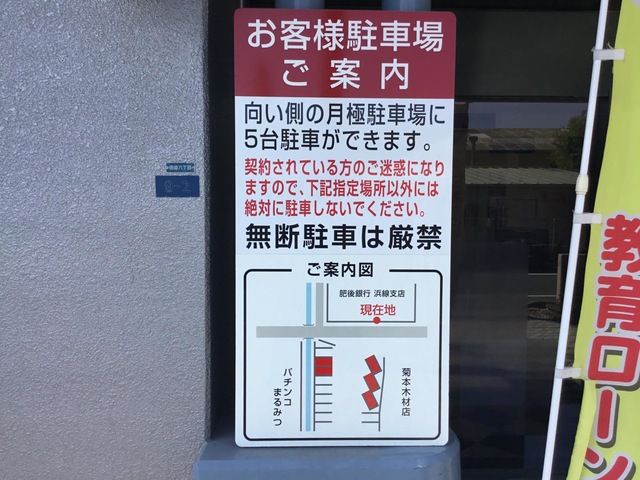 お客様駐車場
ご案内
向い側の月極駐車場に
5台駐車ができます。
契約されている方のご迷惑になり
ますので、下記指定場所以外には
絶対に駐車しないでください。
無断駐車は厳禁
ご案内図
肥後銀行 浜線支店
現在地
パチンコ
まるみつ
菊本木材店
8-2
教育ローン